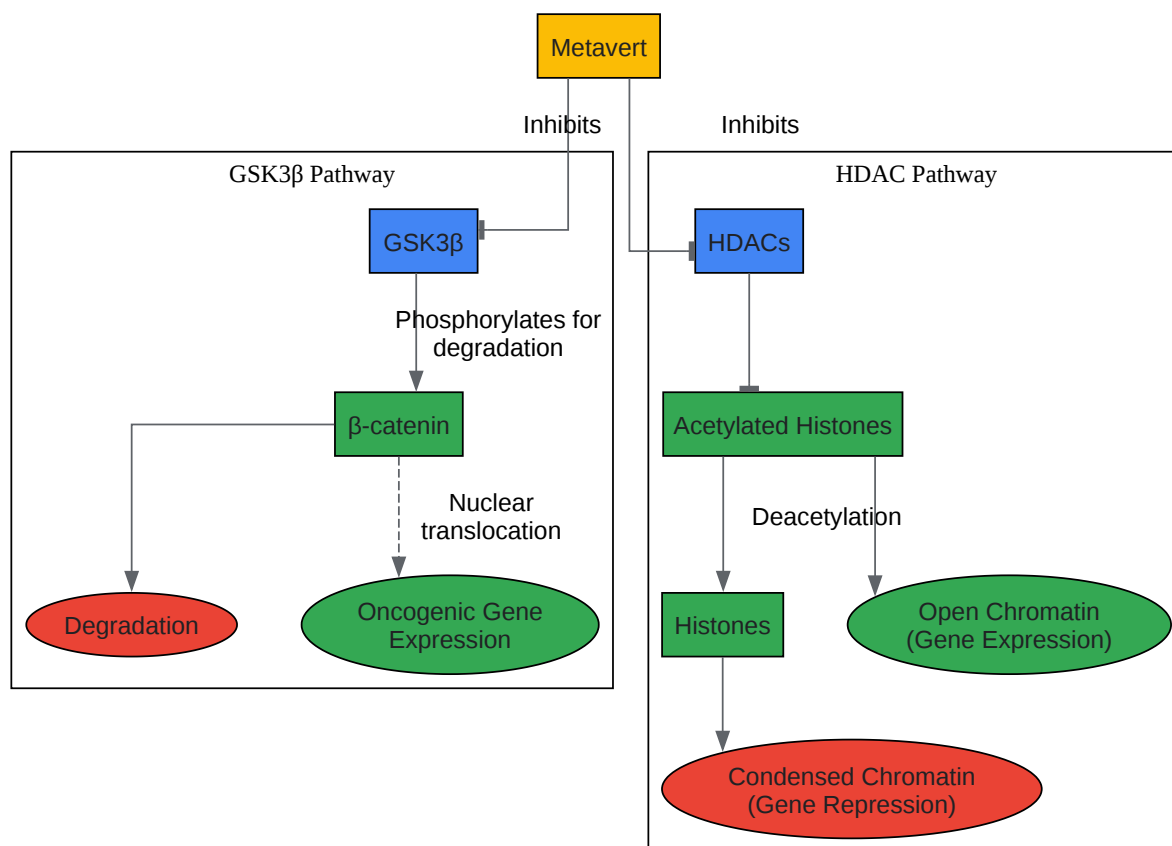 Metavert
Inhibits
Inhibits
GSK3β Pathway
GSK3β
Phosphorylates for
degradation
β-catenin
Nuclear
translocation
Degradation
Oncogenic Gene
Expression
HDAC Pathway
HDACs
Acetylated Histones
Deacetylation
Histones
Open Chromatin
(Gene Expression)
Condensed Chromatin
(Gene Repression)